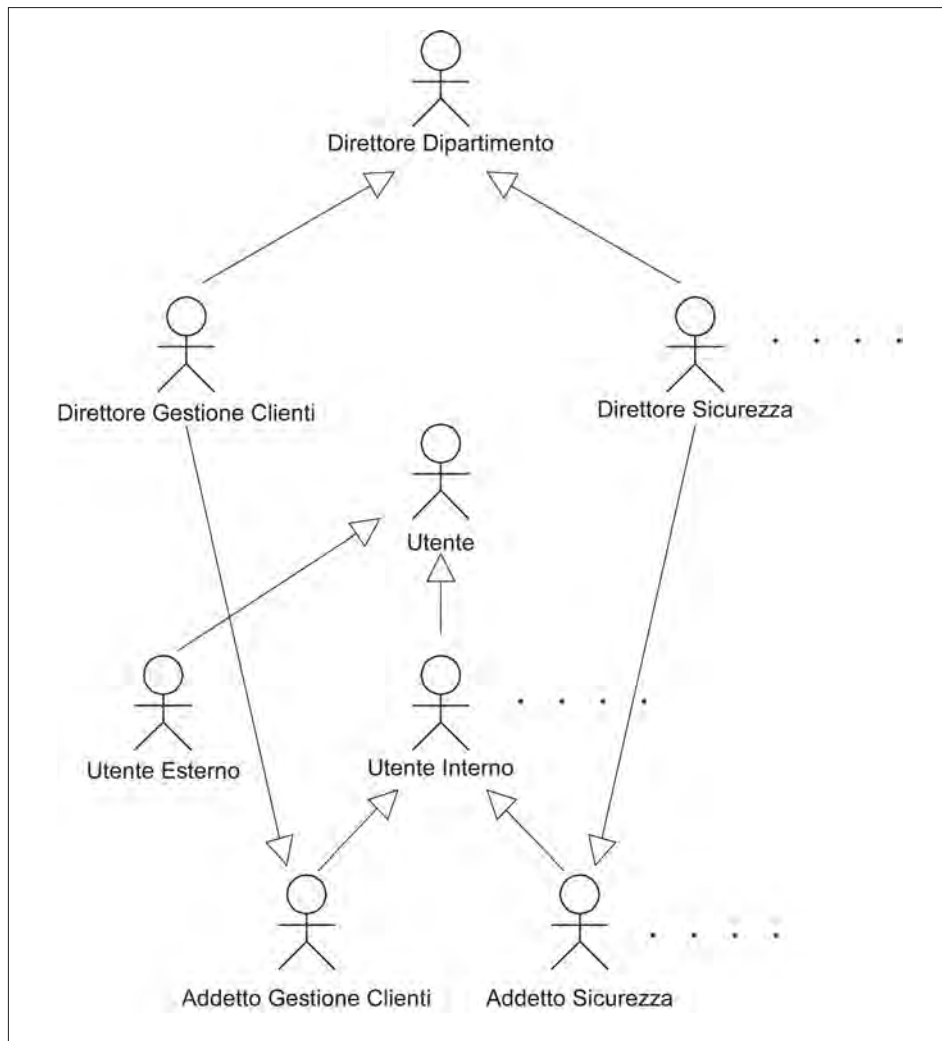 Direttore Dipartimento
Direttore Gestione Clienti
Direttore Sicurezza
Utente
Utente Esterno
Utente Interno
Addetto Gestione Clienti
Addetto Sicurezza